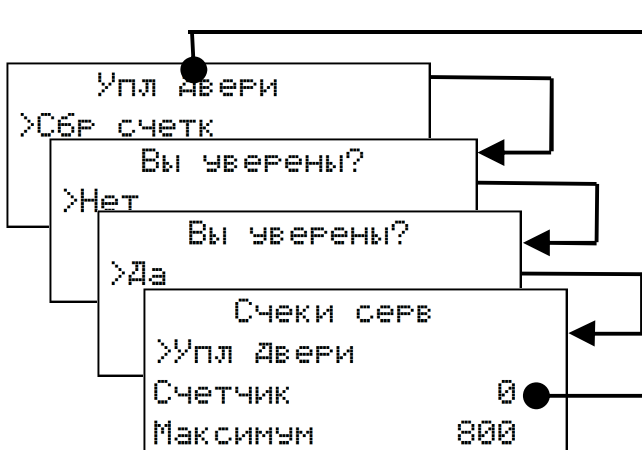 Упл двери
>Сбр счетк
Вы уверены?
>Нет
Вы уверены?
>Да
Счеки серв
>Упл двери
Счетчик 0
Максимум 800